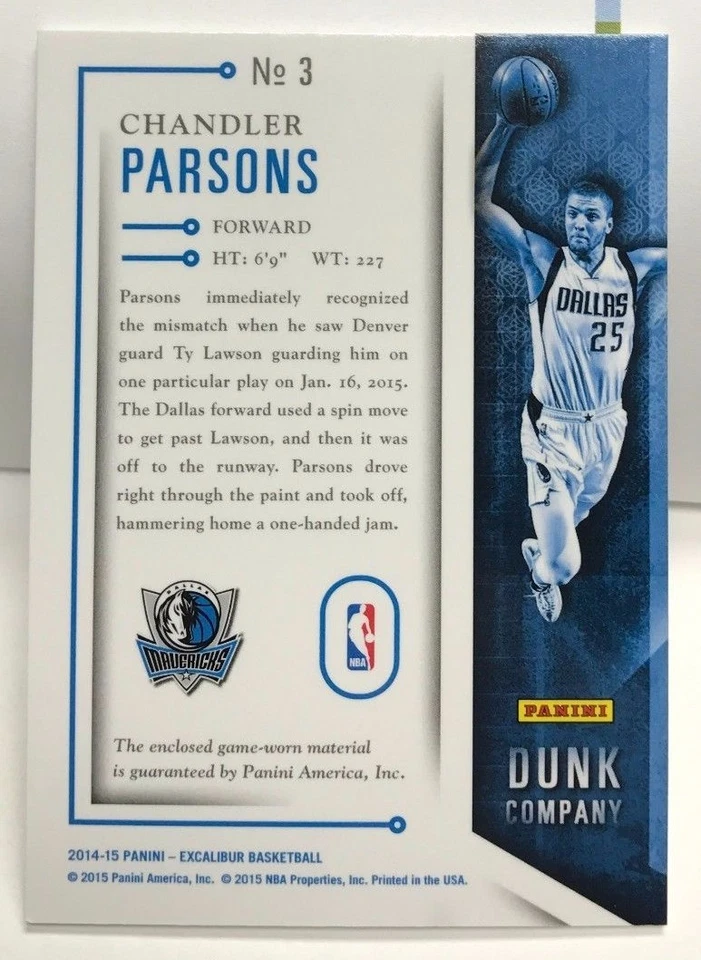 № 3
CHANDLER
PARSONS
FORWARD
HT: 6'9" WT: 227
Parsons immediately recognized
the mismatch when he saw Denver
guard Ty Lawson guarding him on
one particular play on Jan. 16, 2015.
The Dallas forward used a spin move
to get past Lawson, and then it was
off to the runway. Parsons drove
right through the paint and took off,
hammering home a one-handed jam.
DALLAS
MAVERICKS
NBA
The enclosed game-worn material
is guaranteed by Panini America, Inc.
2014-15 PANINI – EXCALIBUR BASKETBALL
© 2015 Panini America, Inc. © 2015 NBA Properties, Inc. Printed in the USA.
DALLAS
25
PANINI
DUNK
COMPANY